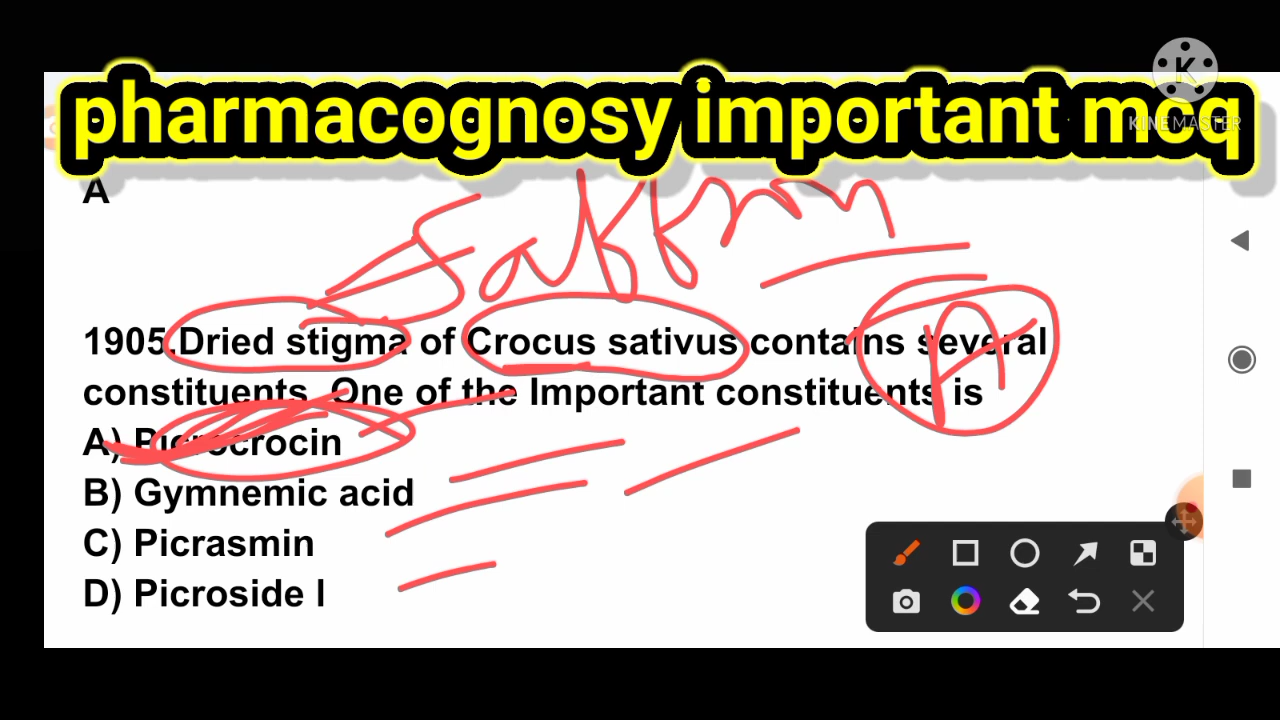 pharmacognosy important mcq
KINEMASTER
A
Saffron
1905.Dried stigma of Crocus sativus contains several
constituents. One of the Important constituents is
A
A) Picrocrocin
B) Gymnemic acid
C) Picrasmin
D) Picroside I